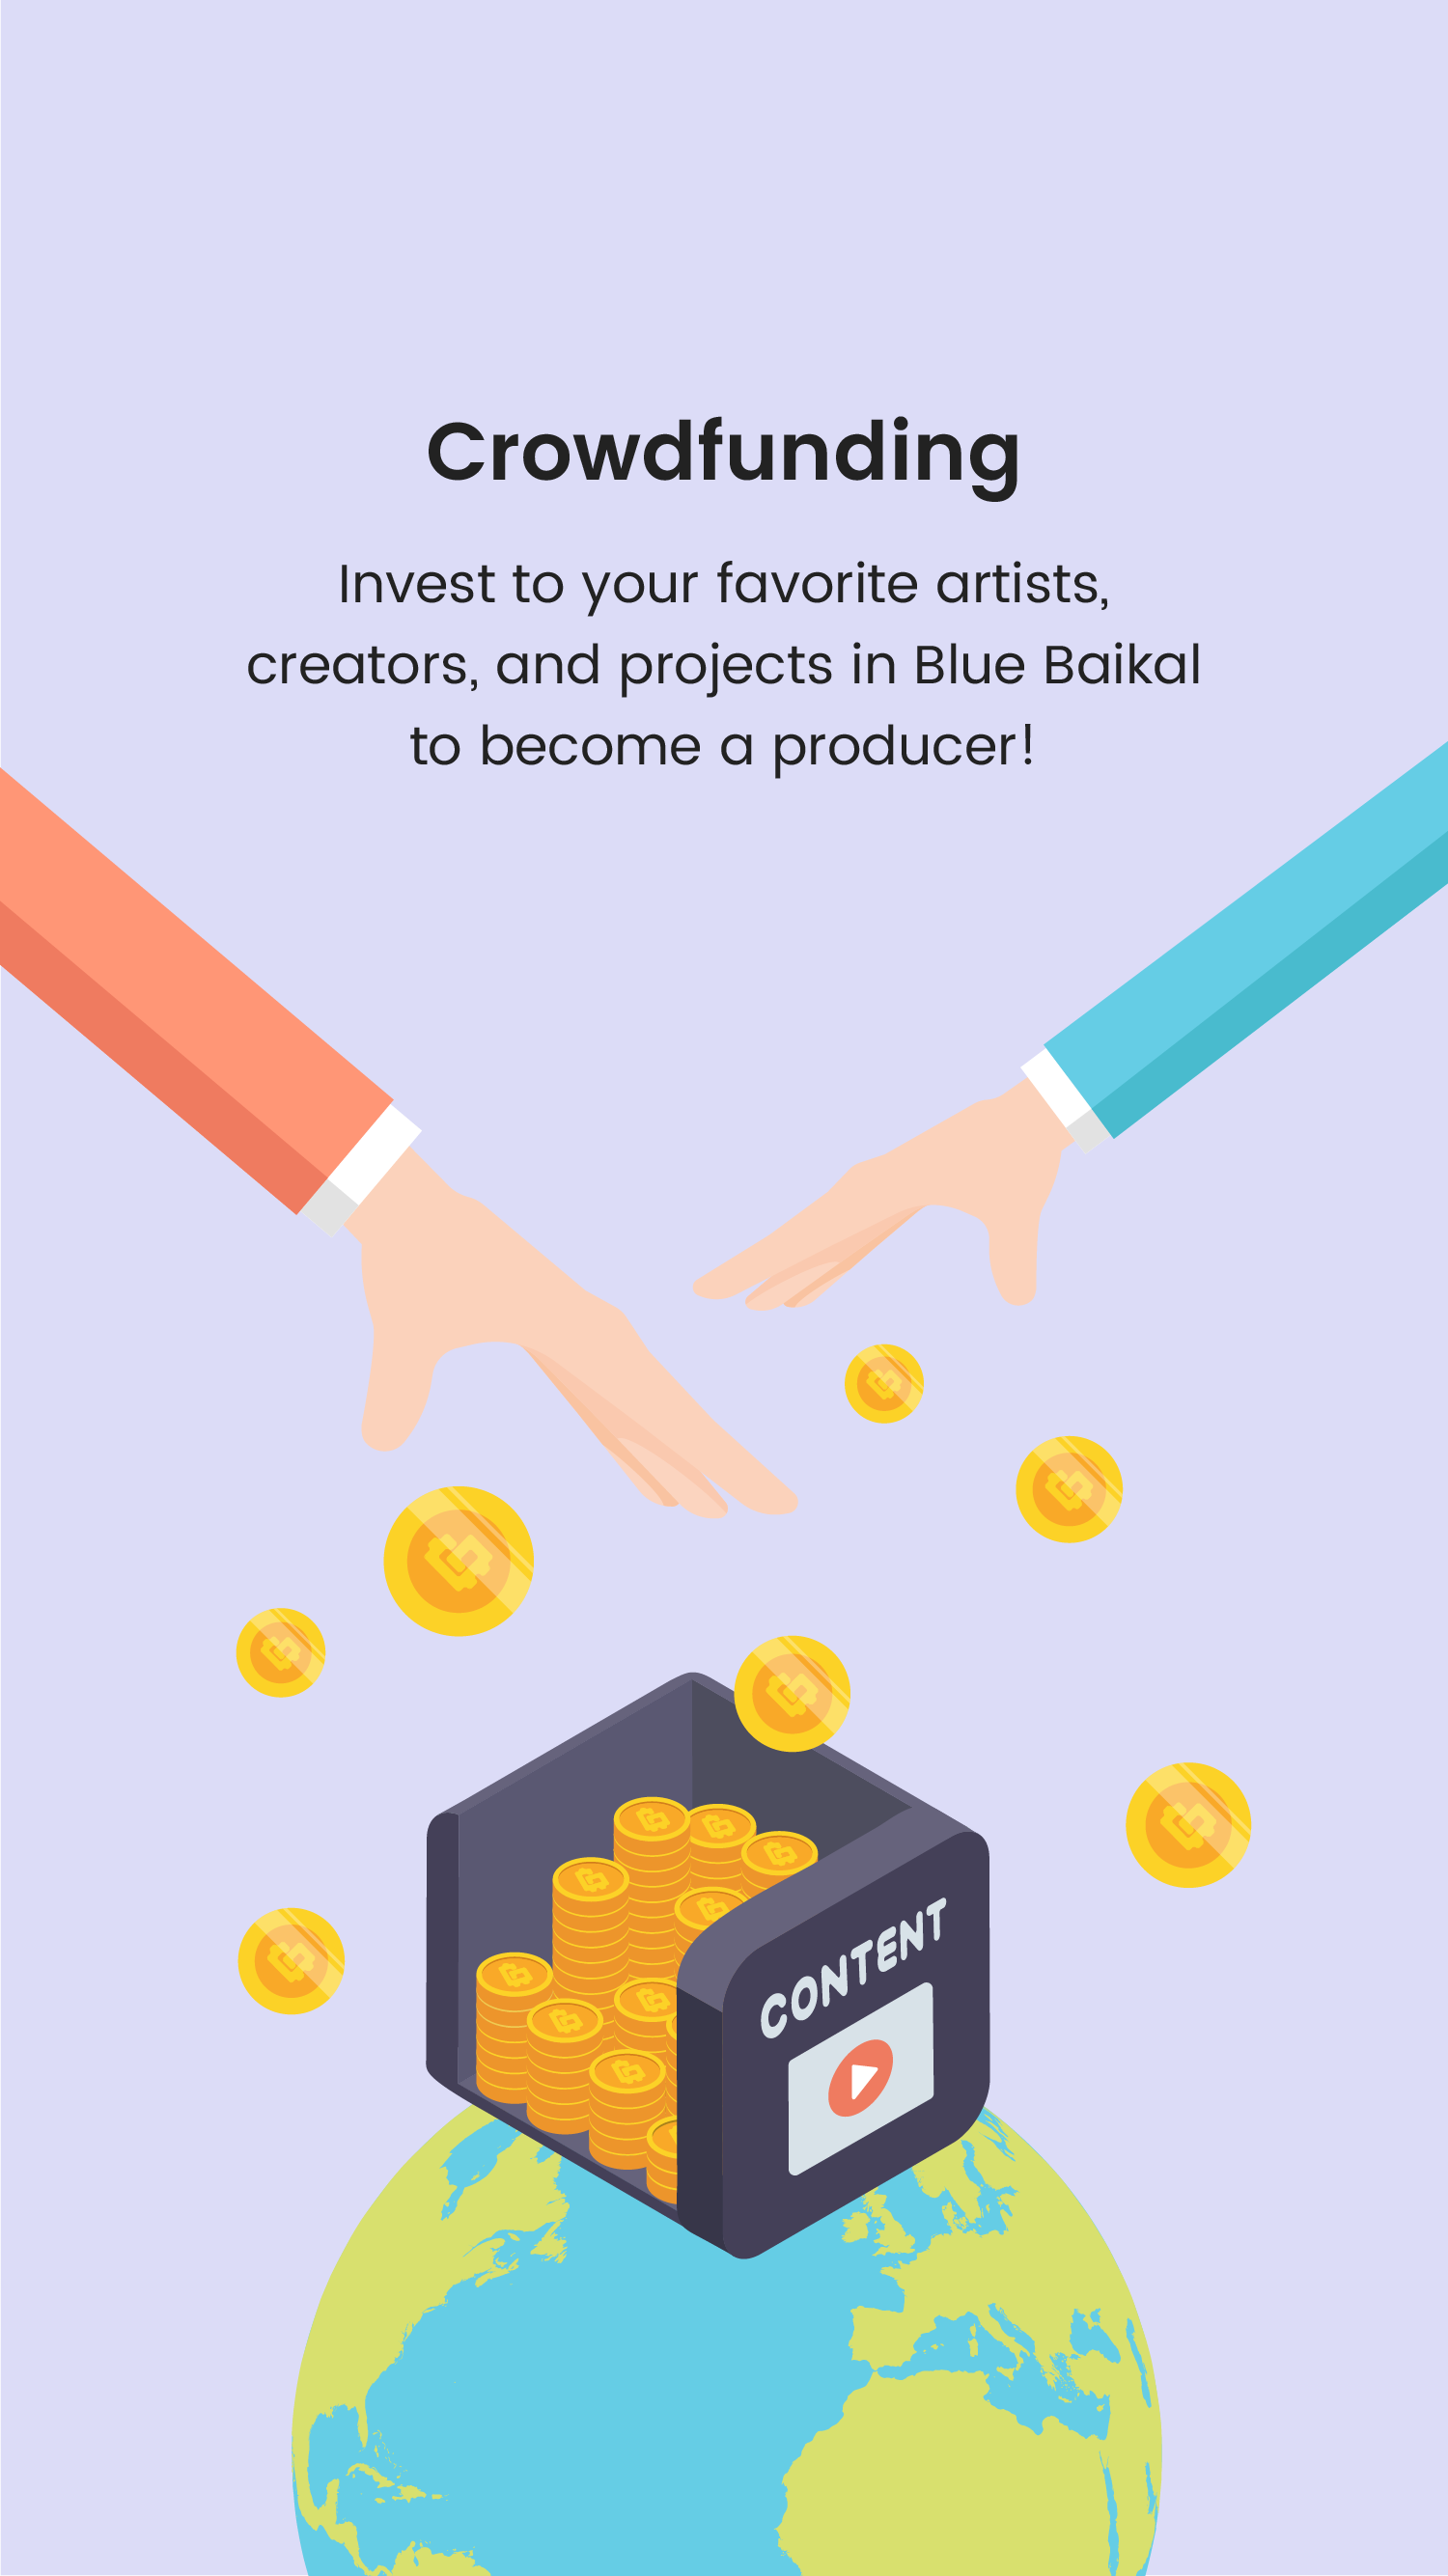 Crowdfunding
Invest to your favorite artists,
creators, and projects in Blue Baikal
to become a producer!
CONTENT